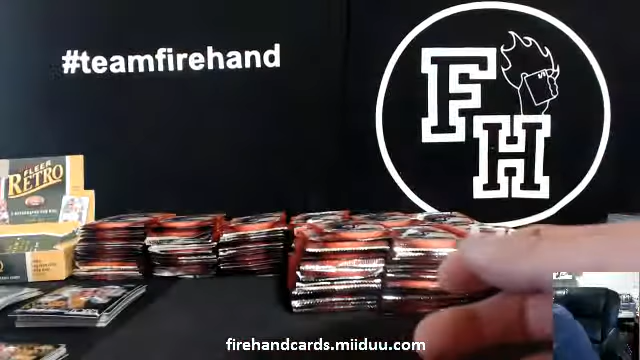 #teamfirehand
FH
FLEER
RETRO
firehandcards.miiduu.com